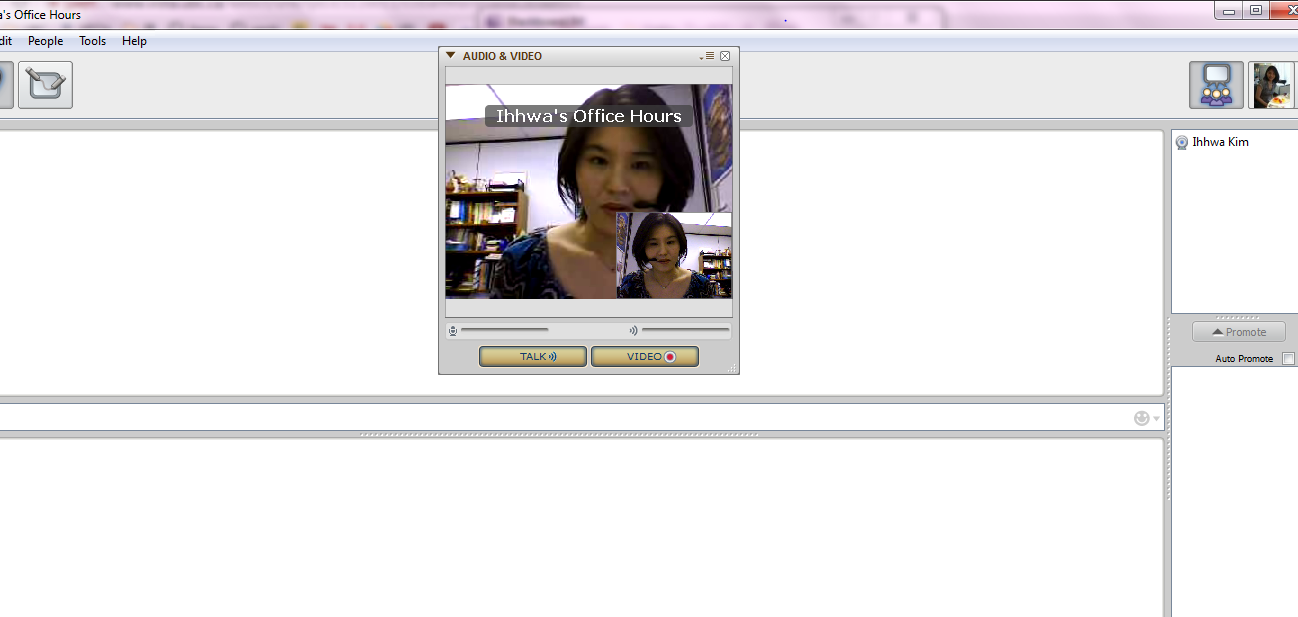 a's Office Hours
dit People Tools Help
AUDIO & VIDEO
Ihhwa's Office Hours
TALK
VIDEO
Ihhwa Kim
Promote
Auto Promote